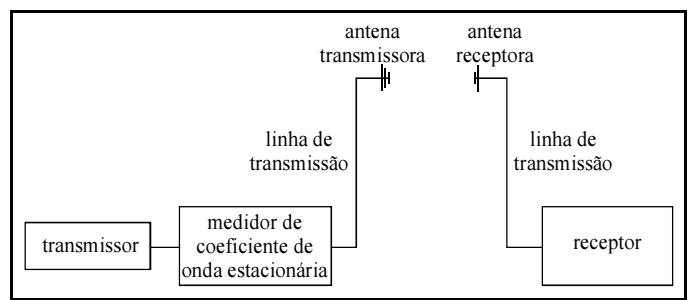 antena
transmissora
antena
receptora
linha de
transmissão
linha de
transmissão
transmissor
medidor de
coeficiente de
onda estacionária
receptor